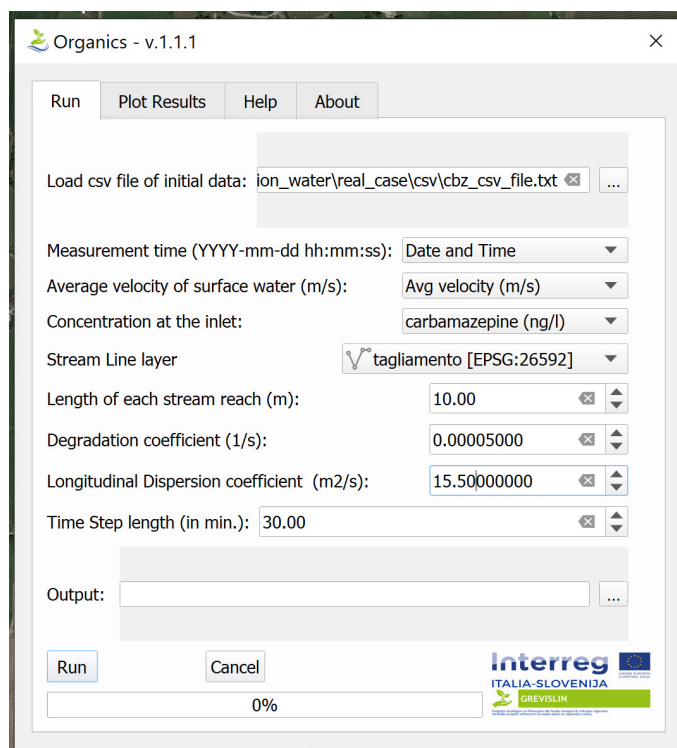 Organics - v.1.1.1
Run Plot Results Help About
Load csv file of initial data: ion_water\real_case\csv\cbz_csv_file.txt ...
Measurement time (YYYY-mm-dd hh:mm:ss): Date and Time
Average velocity of surface water (m/s): Avg velocity (m/s)
Concentration at the inlet: carbamazepine (ng/l)
Stream Line layer tagliamento [EPSG:26592]
Length of each stream reach (m): 10.00
Degradation coefficient (1/s): 0.00005000
Longitudinal Dispersion coefficient (m2/s): 15.50000000
Time Step length (in min.): 30.00
Output: ...
Run Cancel
0%
Interreg
ITALIA-SLOVENIJA
GREVISLIN